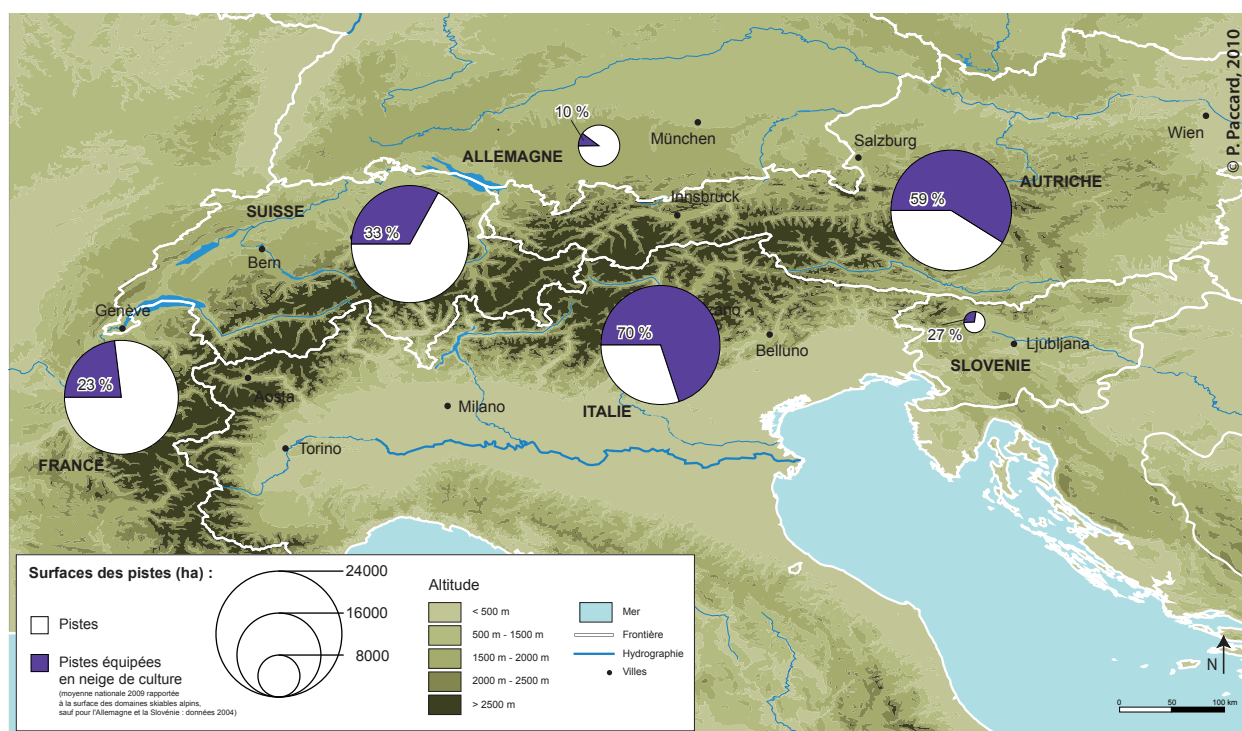 © P. Paccard, 2010
10 %
München
Wien
Salzburg
ALLEMAGNE
AUTRICHE
59 %
Innsbruck
SUISSE
33 %
Bern
Genève
70 %
27 %
Ljubljana
Belluno
SLOVENIE
23 %
Aosta
Milano
ITALIE
Torino
FRANCE
Surfaces des pistes (ha) :
Pistes
Pistes équipées
en neige de culture
(moyenne nationale 2009 rapportée
à la surface des domaines skiables alpins,
sauf pour l'Allemagne et la Slovénie : données 2004)
24000
16000
8000
Altitude
< 500 m
500 m - 1500 m
1500 m - 2000 m
2000 m - 2500 m
> 2500 m
Mer
Frontière
Hydrographie
Villes
N
0 50 100 km